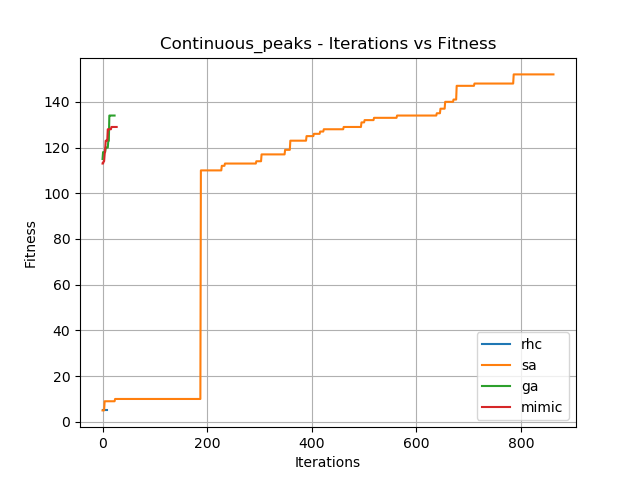 Continuous_peaks - Iterations vs Fitness
140
120
100
80
60
40
20
0
Fitness
0 200 400 600 800
Iterations
rhc
sa
ga
mimic